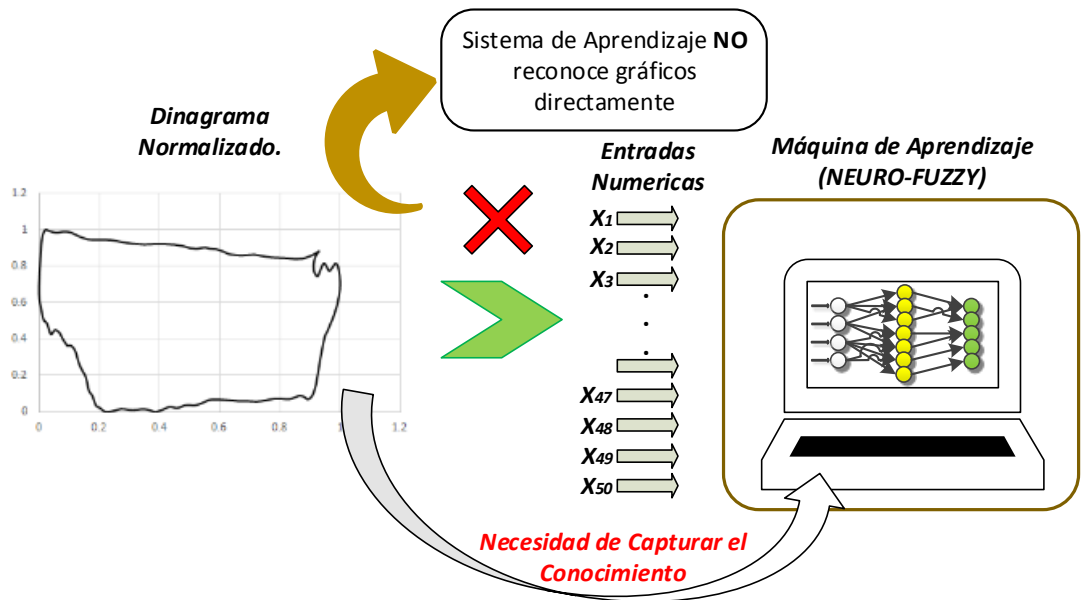 Sistema de Aprendizaje NO
reconoce gráficos
directamente
Dinagrama
Normalizado.
1.2
1
0.8
0.6
0.4
0.2
0
0 0.2 0.4 0.6 0.8 1 1.2
Entradas
Numericas
X1
X2
X3
.
.
.
X47
X48
X49
X50
Máquina de Aprendizaje
(NEURO-FUZZY)
Necesidad de Capturar el
Conocimiento